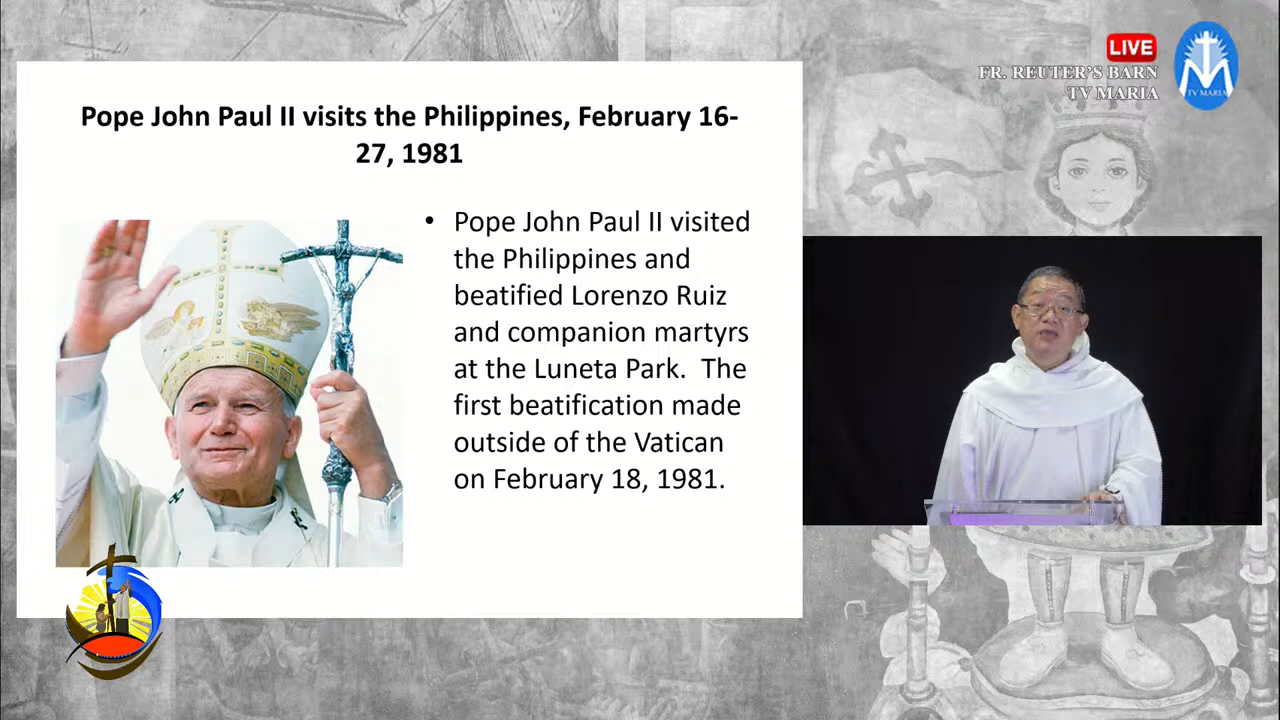 Pope John Paul II visits the Philippines, February 16-
27, 1981
• Pope John Paul II visited
the Philippines and
beatified Lorenzo Ruiz
and companion martyrs
at the Luneta Park.  The
first beatification made
outside of the Vatican
on February 18, 1981.
LIVE
FR. REUTER'S BARN
TV MARIA
TV MARIA